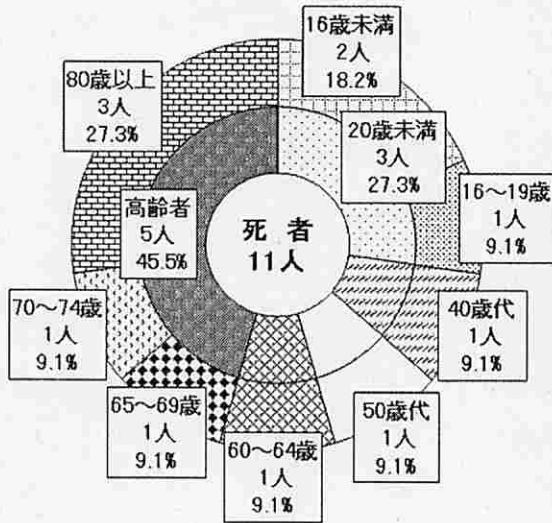 16歳未満
2人
18.2%
80歳以上
3人
27.3%
20歳未満
3人
27.3%
16～19歳
1人
9.1%
高齢者
5人
45.5%
死者
11人
70～74歳
1人
9.1%
40歳代
1人
9.1%
65～69歳
1人
9.1%
50歳代
1人
9.1%
60～64歳
1人
9.1%